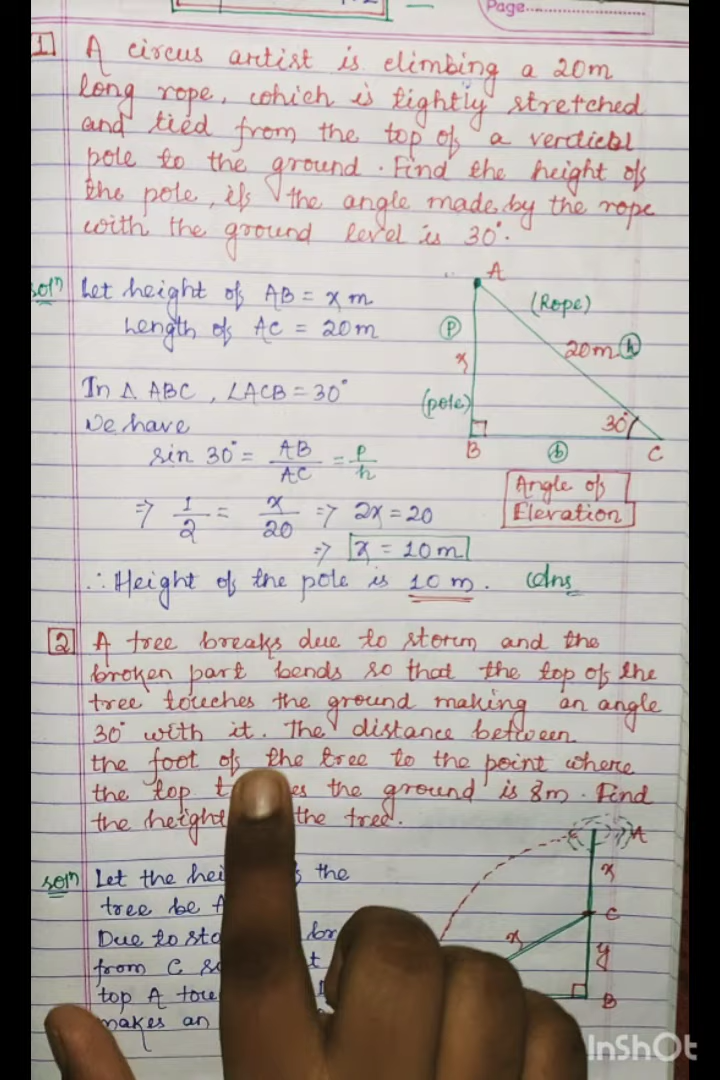 Page
1 A circus artist is climbing a 20m
long rope, which is tightly stretched
and tied from the top of a vertical
pole to the ground. Find the height of
the pole, if the angle made by the rope
with the ground level is 30°.
soln Let height of AB = x m
Length of AC = 20m
In △ ABC, ∠ACB = 30°
We have
sin 30° = AB/AC = p/h
⇒ 1/2 = x/20 ⇒ 2x = 20
⇒ x = 10m
∴ Height of the pole is 10 m. Ans
A
(Rope)
p
20m h
x
(pole)
30°
B b C
Angle of
Elevation
2 A tree breaks due to storm and the
broken part bends so that the top of the
tree touches the ground making an angle
30° with it. The distance between
the foot of the tree to the point where
the top the ground is 8m. Find
the height the tree.
soln Let the the
tree be
Due to
from C
top A
makes an
A
x
C
x
y
B
InShOt